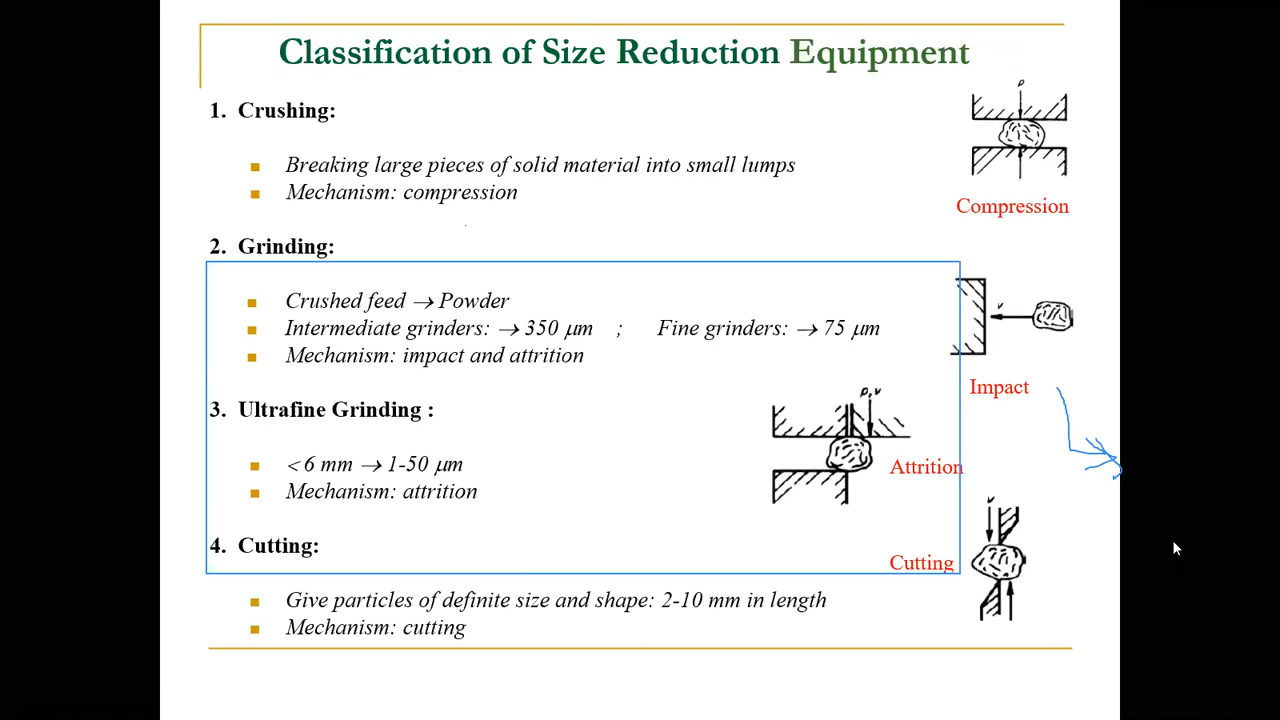 Classification of Size Reduction Equipment
1. Crushing:
Breaking large pieces of solid material into small lumps
Mechanism: compression
P
Compression
2. Grinding:
Crushed feed → Powder
Intermediate grinders: → 350 μm ; Fine grinders: → 75 μm
Mechanism: impact and attrition
v
Impact
3. Ultrafine Grinding :
< 6 mm → 1-50 μm
Mechanism: attrition
P, v
Attrition
4. Cutting:
v
Cutting
Give particles of definite size and shape: 2-10 mm in length
Mechanism: cutting